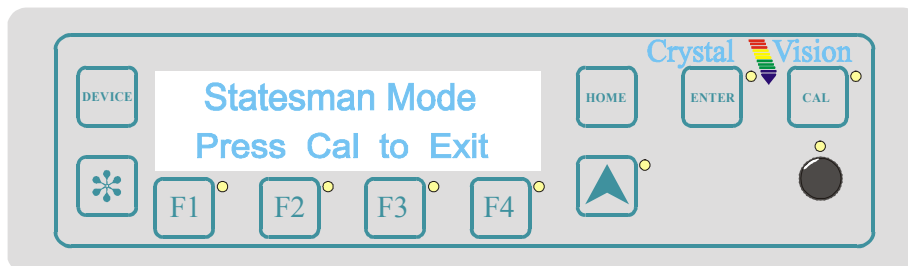 Crystal Vision
DEVICE
Statesman Mode
Press Cal to Exit
HOME
ENTER
CAL
F1
F2
F3
F4